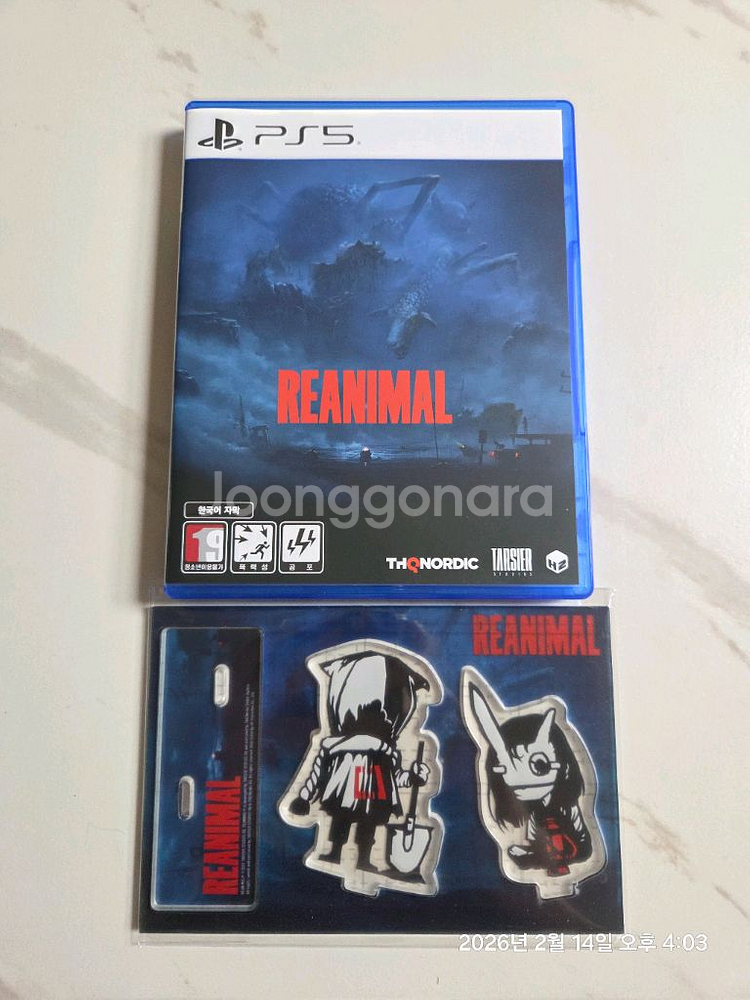 PS5
REANIMAL
joonggonara
한국어 자막
19
청소년이용불가
폭력성
공포
THQNORDIC
TARSIER
STUDIOS
H2
REANIMAL
REANIMAL
2026년 2월 14일 오후 4:03